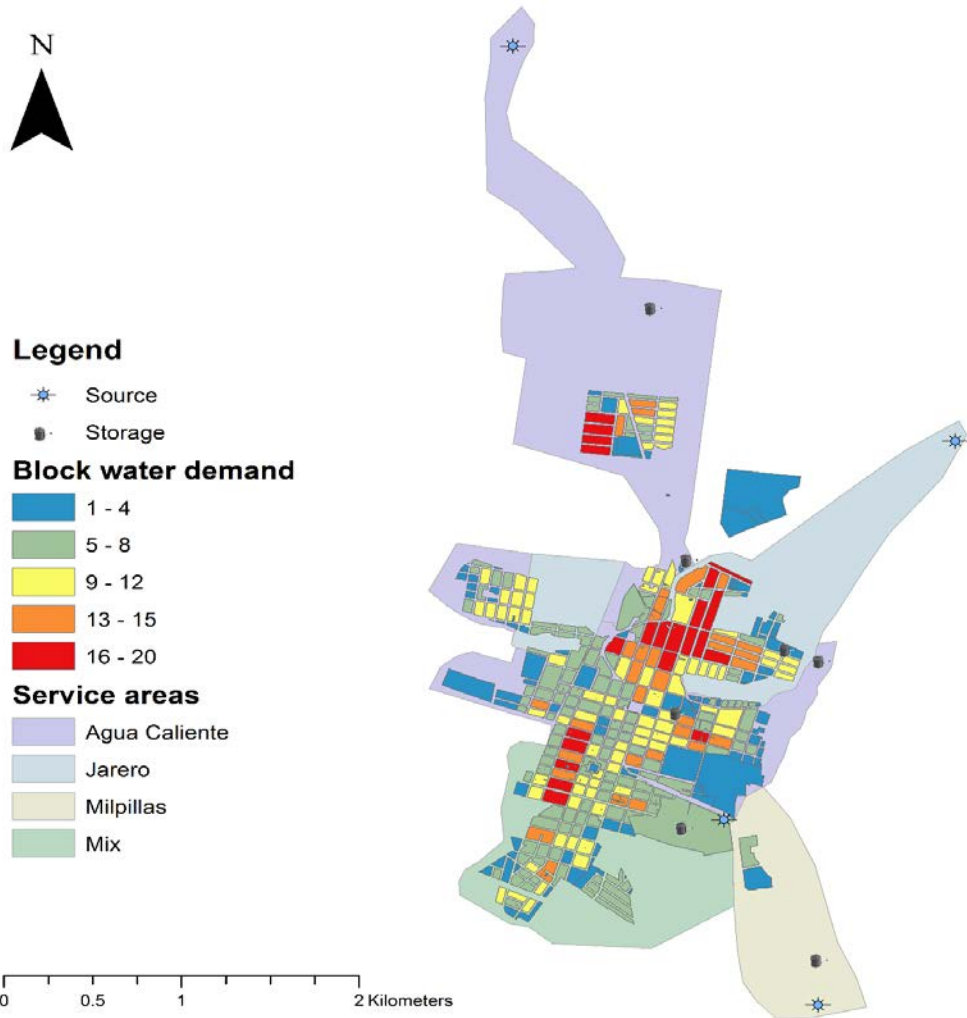 N
Legend
Source
Storage
Block water demand
1 - 4
5 - 8
9 - 12
13 - 15
16 - 20
Service areas
Agua Caliente
Jarero
Milpillas
Mix
0 0.5 1 2 Kilometers